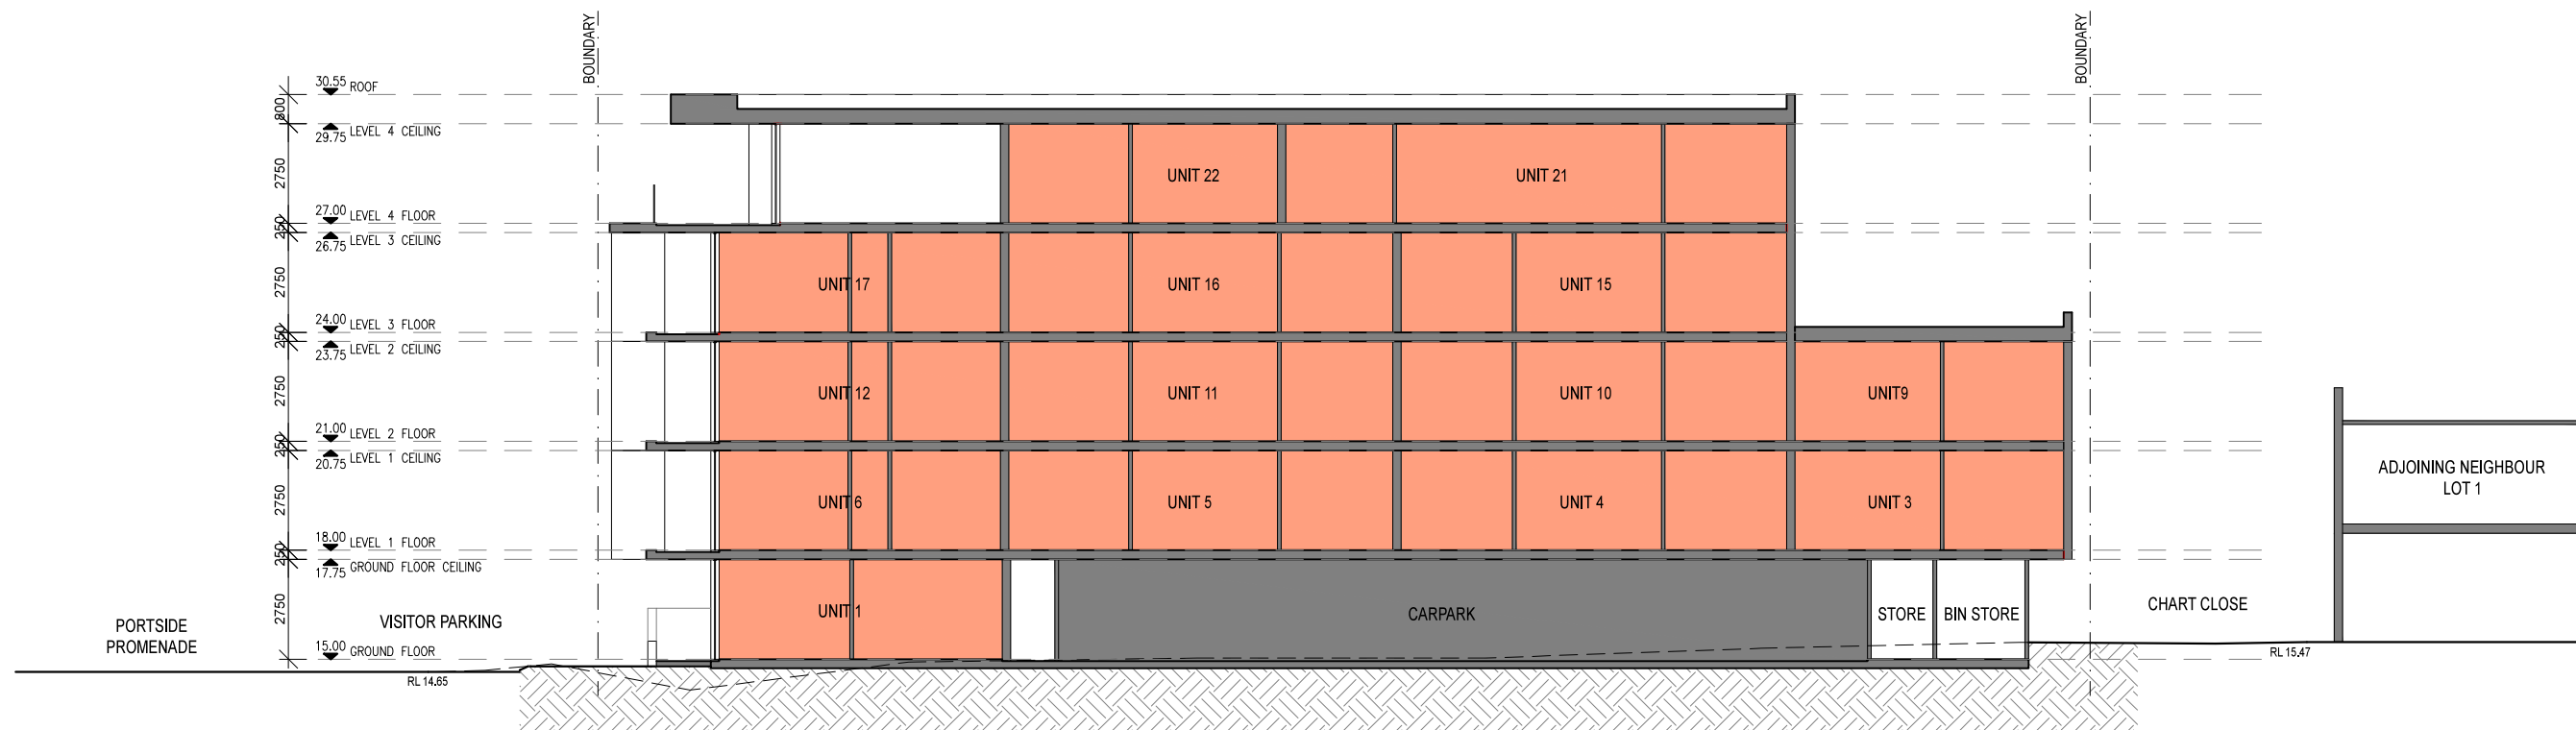 BOUNDARY
BOUNDARY
30.55 ROOF
800
29.75 LEVEL 4 CEILING
2750
UNIT 22
UNIT 21
27.00 LEVEL 4 FLOOR
250
26.75 LEVEL 3 CEILING
2750
UNIT 17
UNIT 16
UNIT 15
24.00 LEVEL 3 FLOOR
250
23.75 LEVEL 2 CEILING
2750
UNIT 12
UNIT 11
UNIT 10
UNIT9
21.00 LEVEL 2 FLOOR
250
20.75 LEVEL 1 CEILING
2750
UNIT 6
UNIT 5
UNIT 4
UNIT 3
ADJOINING NEIGHBOUR
LOT 1
18.00 LEVEL 1 FLOOR
250
17.75 GROUND FLOOR CEILING
2750
PORTSIDE
PROMENADE
VISITOR PARKING
UNIT 1
CARPARK
STORE
BIN STORE
CHART CLOSE
15.00 GROUND FLOOR
RL 14.65
RL 15.47